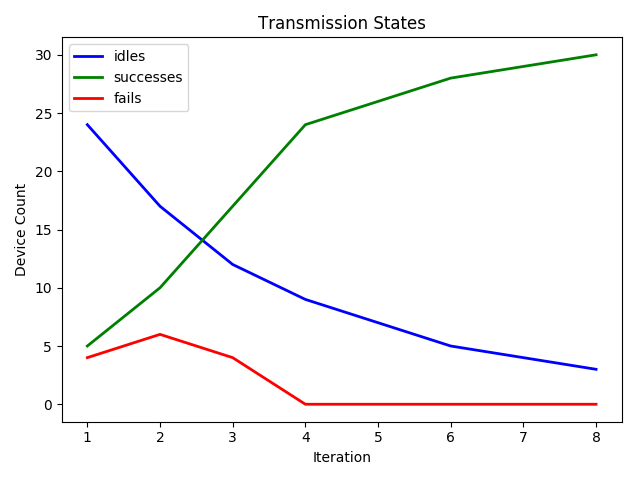 Transmission States
idles
successes
fails
Device Count
30
25
20
15
10
5
0
1 2 3 4 5 6 7 8
Iteration